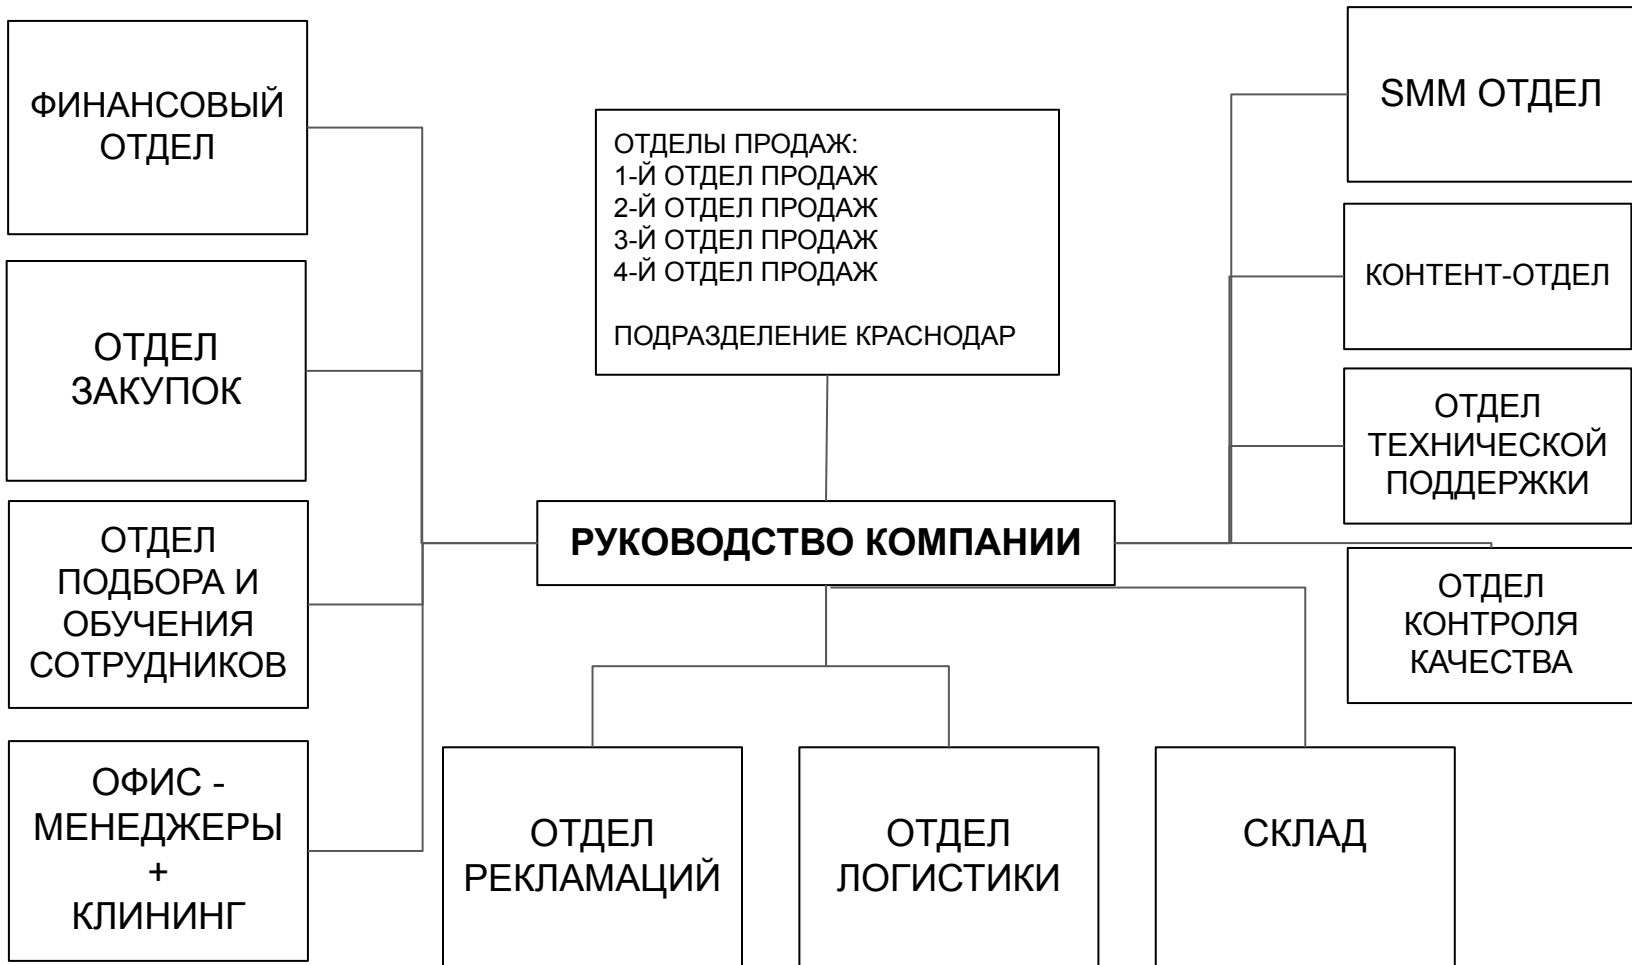 ФИНАНСОВЫЙ
ОТДЕЛ
ОТДЕЛ
ЗАКУПОК
ОТДЕЛ
ПОДБОРА И
ОБУЧЕНИЯ
СОТРУДНИКОВ
ОФИС -
МЕНЕДЖЕРЫ
+
КЛИНИНГ
ОТДЕЛЫ ПРОДАЖ:
1-Й ОТДЕЛ ПРОДАЖ
2-Й ОТДЕЛ ПРОДАЖ
3-Й ОТДЕЛ ПРОДАЖ
4-Й ОТДЕЛ ПРОДАЖ
ПОДРАЗДЕЛЕНИЕ КРАСНОДАР
РУКОВОДСТВО КОМПАНИИ
ОТДЕЛ
РЕКЛАМАЦИЙ
ОТДЕЛ
ЛОГИСТИКИ
СКЛАД
SMM ОТДЕЛ
КОНТЕНТ-ОТДЕЛ
ОТДЕЛ
ТЕХНИЧЕСКОЙ
ПОДДЕРЖКИ
ОТДЕЛ
КОНТРОЛЯ
КАЧЕСТВА